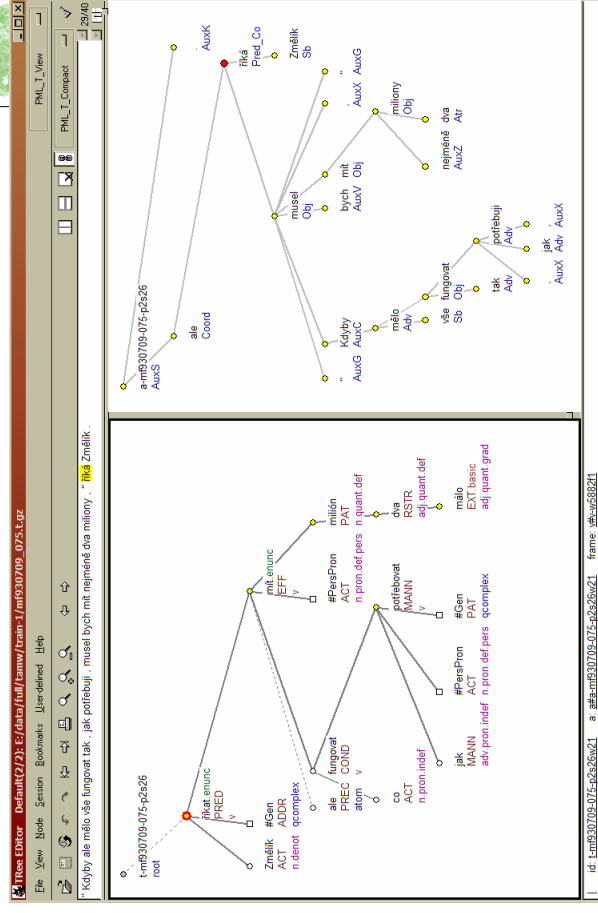 TRee EDitor Default(2/2): E:/data/full/tamw/train-1/mf930709_075.t.gz
File View Node Session Bookmarks User-defined Help
PML_T_View
PML_T_Compact
29/40
" Kdyby ale mělo vše fungovat tak , jak potřebuji , musel bych mít nejméně dva miliony , " říká Změlík .
t-mf930709-075-p2s26
root
říkat.enunc
PRED
v
Změlík
ACT
n.denot
#Gen
ADDR
qcomplex
mít.enunc
EFF
v
ale
PREC
atom
fungovat
COND
v
#PersPron
ACT
n.pron.def.pers
milión
PAT
n.quant.def
co
ACT
n.pron.indef
potřebovat
MANN
v
dva
RSTR
adj.quant.def
jak
MANN
adv.pron.indef
#PersPron
ACT
n.pron.def.pers
#Gen
PAT
qcomplex
málo
EXT.basic
adj.quant.grad
a-mf930709-075-p2s26
AuxS
ale
Coord
.
AuxK
říká
Pred_Co
musel
Obj
Změlík
Sb
"
AuxG
Kdyby
AuxC
bych
AuxV
mít
Obj
,
AuxX
"
AuxG
mělo
Adv
miliony
Obj
vše
Sb
fungovat
Obj
nejméně
AuxZ
dva
Atr
tak
Adv
potřebuji
Adv
,
AuxX
jak
Adv
,
AuxX
id: t-mf930709-075-p2s26w21 a: a#a-mf930709-075-p2s26w21 frame: v#v-w5882f1